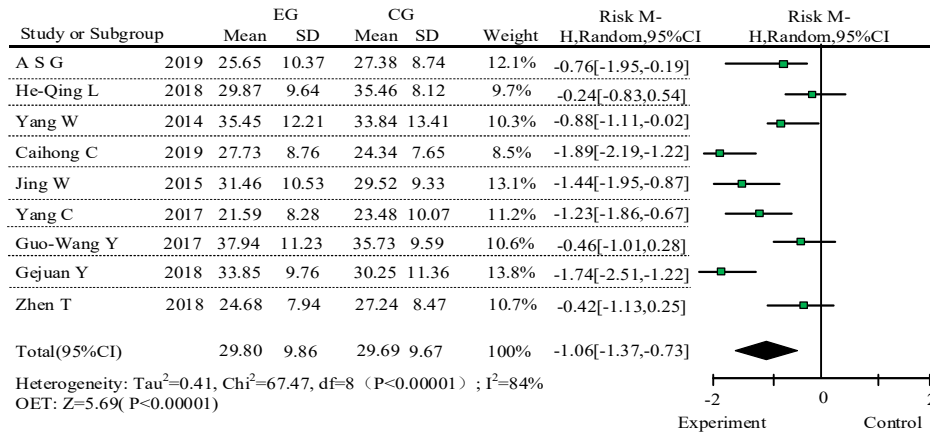 EG CG Risk M- Risk M-
Study or Subgroup Mean SD Mean SD Weight H,Random,95%CI H,Random,95%CI
A S G 2019 25.65 10.37 27.38 8.74 12.1% -0.76[-1.95,-0.19]
He-Qing L 2018 29.87 9.64 35.46 8.12 9.7% -0.24[-0.83,0.54]
Yang W 2014 35.45 12.21 33.84 13.41 10.3% -0.88[-1.11,-0.02]
Caihong C 2019 27.73 8.76 24.34 7.65 8.5% -1.89[-2.19,-1.22]
Jing W 2015 31.46 10.53 29.52 9.33 13.1% -1.44[-1.95,-0.87]
Yang C 2017 21.59 8.28 23.48 10.07 11.2% -1.23[-1.86,-0.67]
Guo-Wang Y 2017 37.94 11.23 35.73 9.59 10.6% -0.46[-1.01,0.28]
Gejuan Y 2018 33.85 9.76 30.25 11.36 13.8% -1.74[-2.51,-1.22]
Zhen T 2018 24.68 7.94 27.24 8.47 10.7% -0.42[-1.13,0.25]
Total(95%CI) 29.80 9.86 29.69 9.67 100% -1.06[-1.37,-0.73]
Heterogeneity: Tau²=0.41, Chi²=67.47, df=8（P<0.00001）; I²=84%
OET: Z=5.69( P<0.00001)
-2 0 2
Experiment Control